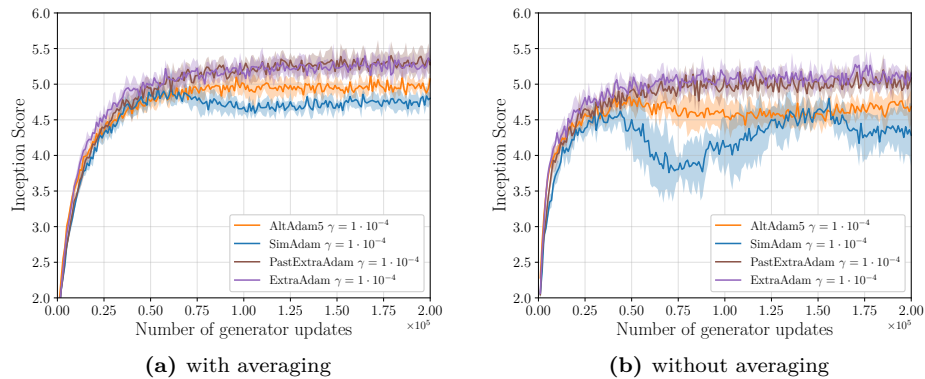 6.0
5.5
5.0
4.5
4.0
3.5
3.0
2.5
2.0
Inception Score
AltAdam5 γ = 1 · 10⁻⁴
SimAdam γ = 1 · 10⁻⁴
PastExtraAdam γ = 1 · 10⁻⁴
ExtraAdam γ = 1 · 10⁻⁴
0.00 0.25 0.50 0.75 1.00 1.25 1.50 1.75 2.00
Number of generator updates
×10⁵
(a) with averaging
6.0
5.5
5.0
4.5
4.0
3.5
3.0
2.5
2.0
Inception Score
AltAdam5 γ = 1 · 10⁻⁴
SimAdam γ = 1 · 10⁻⁴
PastExtraAdam γ = 1 · 10⁻⁴
ExtraAdam γ = 1 · 10⁻⁴
0.00 0.25 0.50 0.75 1.00 1.25 1.50 1.75 2.00
Number of generator updates
×10⁵
(b) without averaging